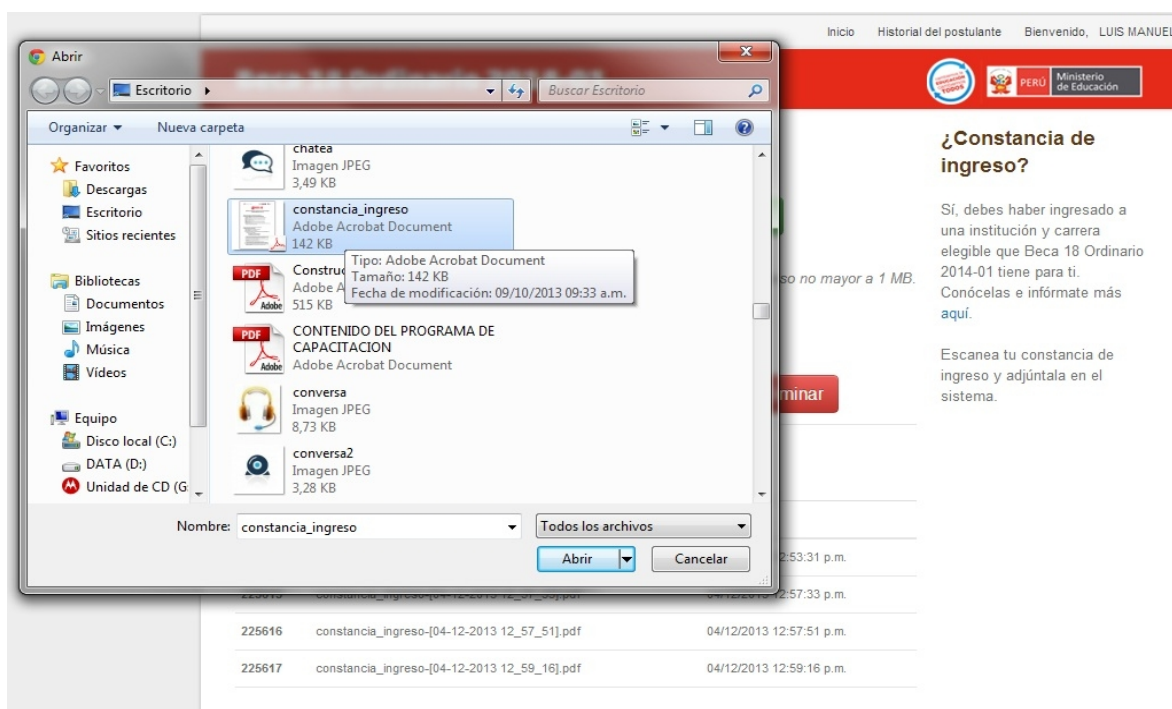 Inicio Historial del postulante Bienvenido, LUIS MANUEL
PERÚ Ministerio
de Educación
Abrir
Escritorio
Buscar Escritorio
Organizar Nueva carpeta
Favoritos
Descargas
Escritorio
Sitios recientes
Bibliotecas
Documentos
Imágenes
Música
Vídeos
Equipo
Disco local (C:)
DATA (D:)
Unidad de CD (G
chatea
Imagen JPEG
3,49 KB
constancia_ingreso
Adobe Acrobat Document
142 KB
Tipo: Adobe Acrobat Document
Tamaño: 142 KB
Fecha de modificación: 09/10/2013 09:33 a.m.
PDF
Adobe
Construc
Adobe A
515 KB
PDF
Adobe
CONTENIDO DEL PROGRAMA DE
CAPACITACION
Adobe Acrobat Document
conversa
Imagen JPEG
8,73 KB
conversa2
Imagen JPEG
3,28 KB
Nombre: constancia_ingreso Todos los archivos
Abrir Cancelar
so no mayor a 1 MB.
minar
2:53:31 p.m.
2:57:33 p.m.
225616 constancia_ingreso-[04-12-2013 12_57_51].pdf 04/12/2013 12:57:51 p.m.
225617 constancia_ingreso-[04-12-2013 12_59_16].pdf 04/12/2013 12:59:16 p.m.
¿Constancia de
ingreso?
Sí, debes haber ingresado a
una institución y carrera
elegible que Beca 18 Ordinario
2014-01 tiene para ti.
Conócelas e infórmate más
aquí.
Escanea tu constancia de
ingreso y adjúntala en el
sistema.